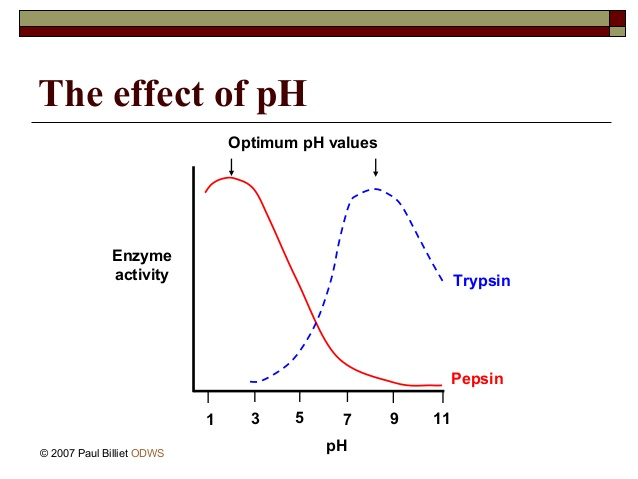 The effect of pH
Optimum pH values
Enzyme
activity
Trypsin
Pepsin
1 3 5 7 9 11
pH
© 2007 Paul Billiet ODWS